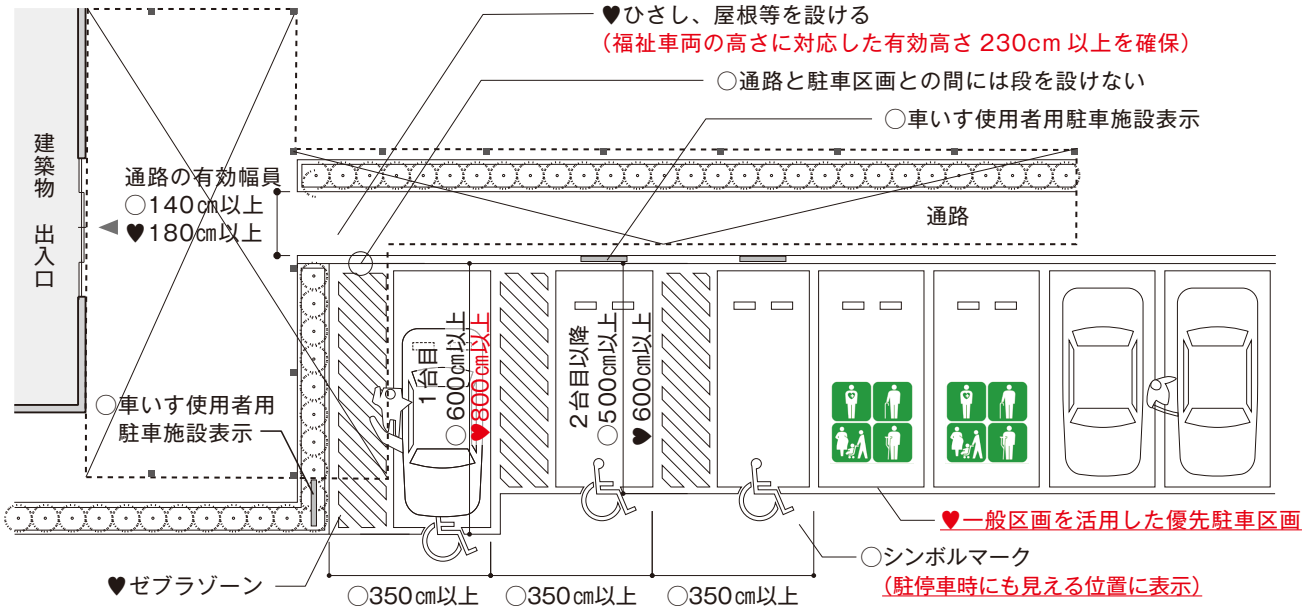 ♥ひさし、屋根等を設ける
（福祉車両の高さに対応した有効高さ 230cm 以上を確保）
○通路と駐車区画との間には段を設けない
○車いす使用者用駐車施設表示
建築物 出入口
通路の有効幅員
○140㎝以上
♥180㎝以上
通路
1台目
○600㎝以上
♥800㎝以上
2台目以降
○500㎝以上
♥600㎝以上
○車いす使用者用
駐車施設表示
♥一般区画を活用した優先駐車区画
○シンボルマーク
（駐停車時にも見える位置に表示）
♥ゼブラゾーン
○350㎝以上
○350㎝以上
○350㎝以上